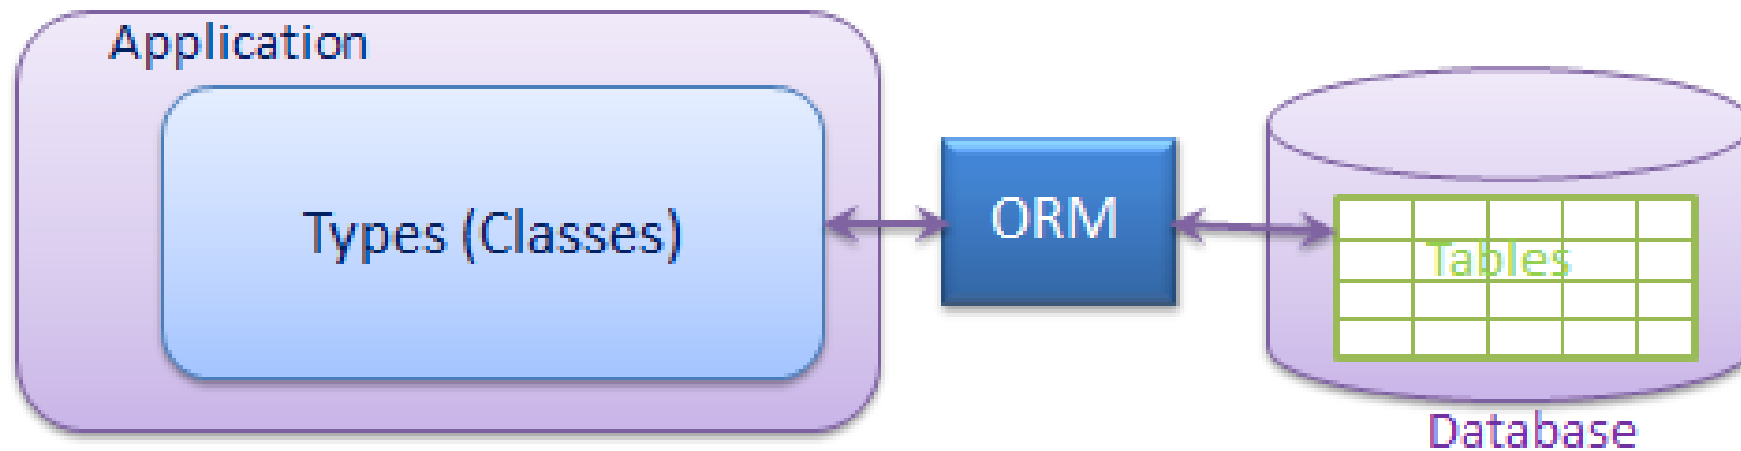 Application
Types (Classes)
ORM
Tables
Database